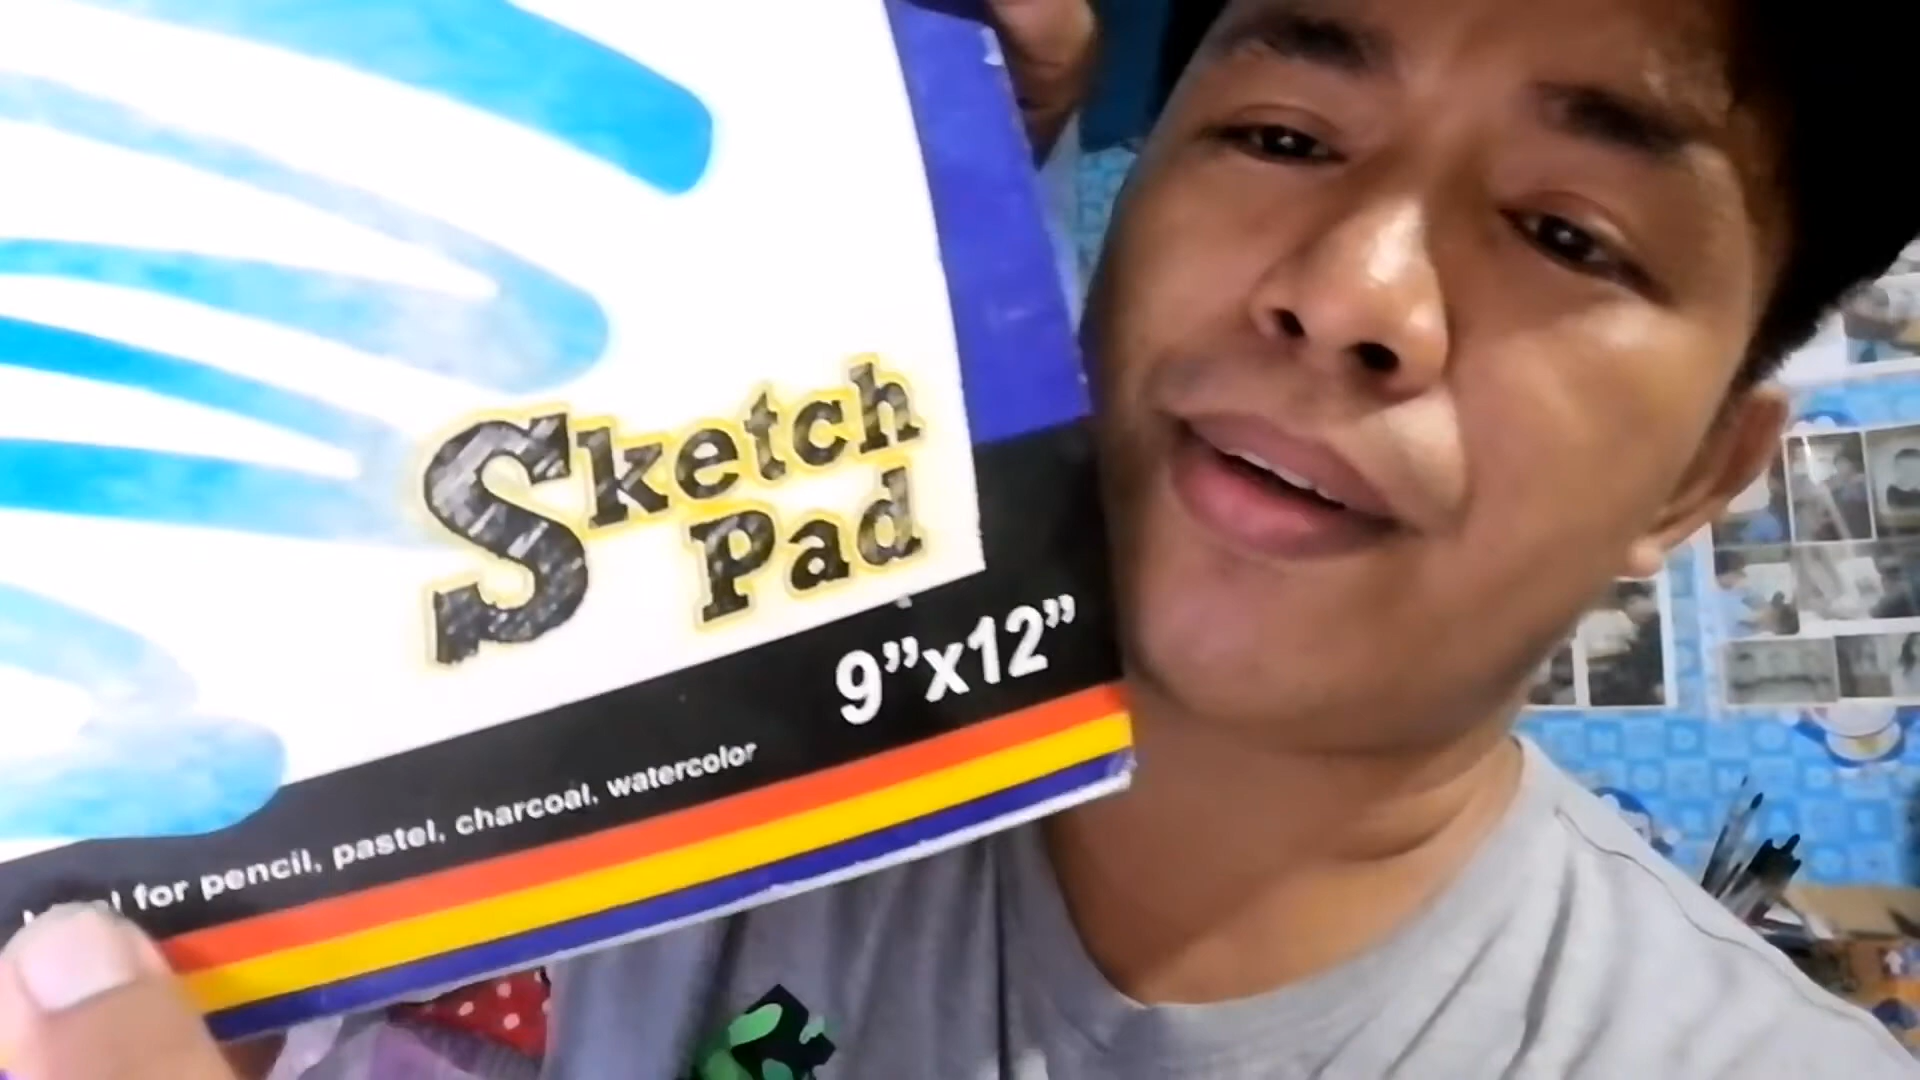 Sketch
Pad
9”x12”
for pencil, pastel, charcoal, watercolor